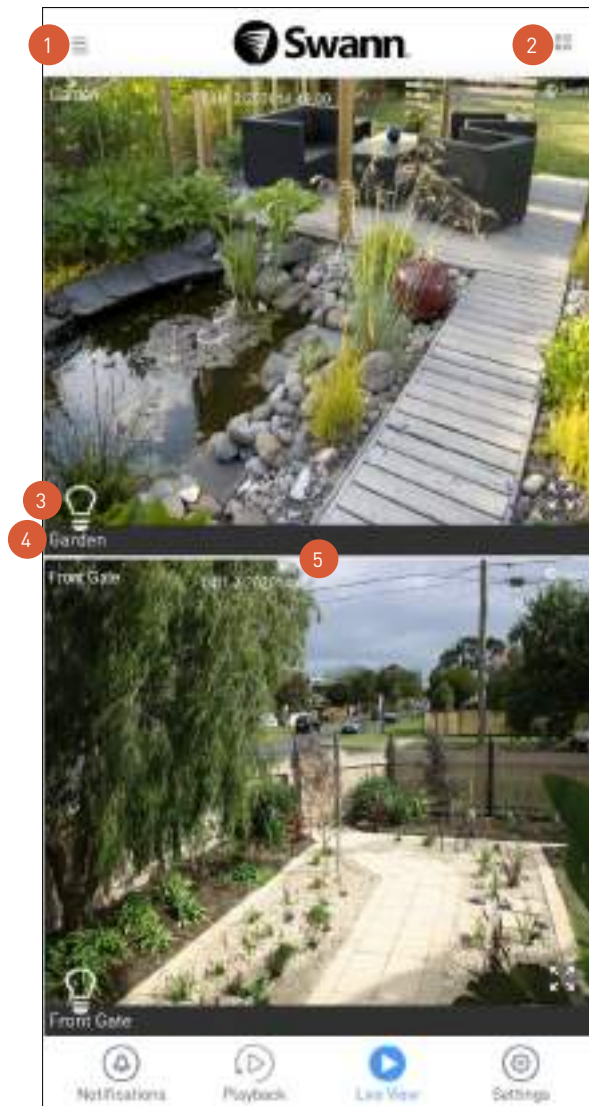 1
Swann
2
Garden
3
4
Garden
5
Front Gate
Front Gate
Notifications
Playback
Live View
Settings